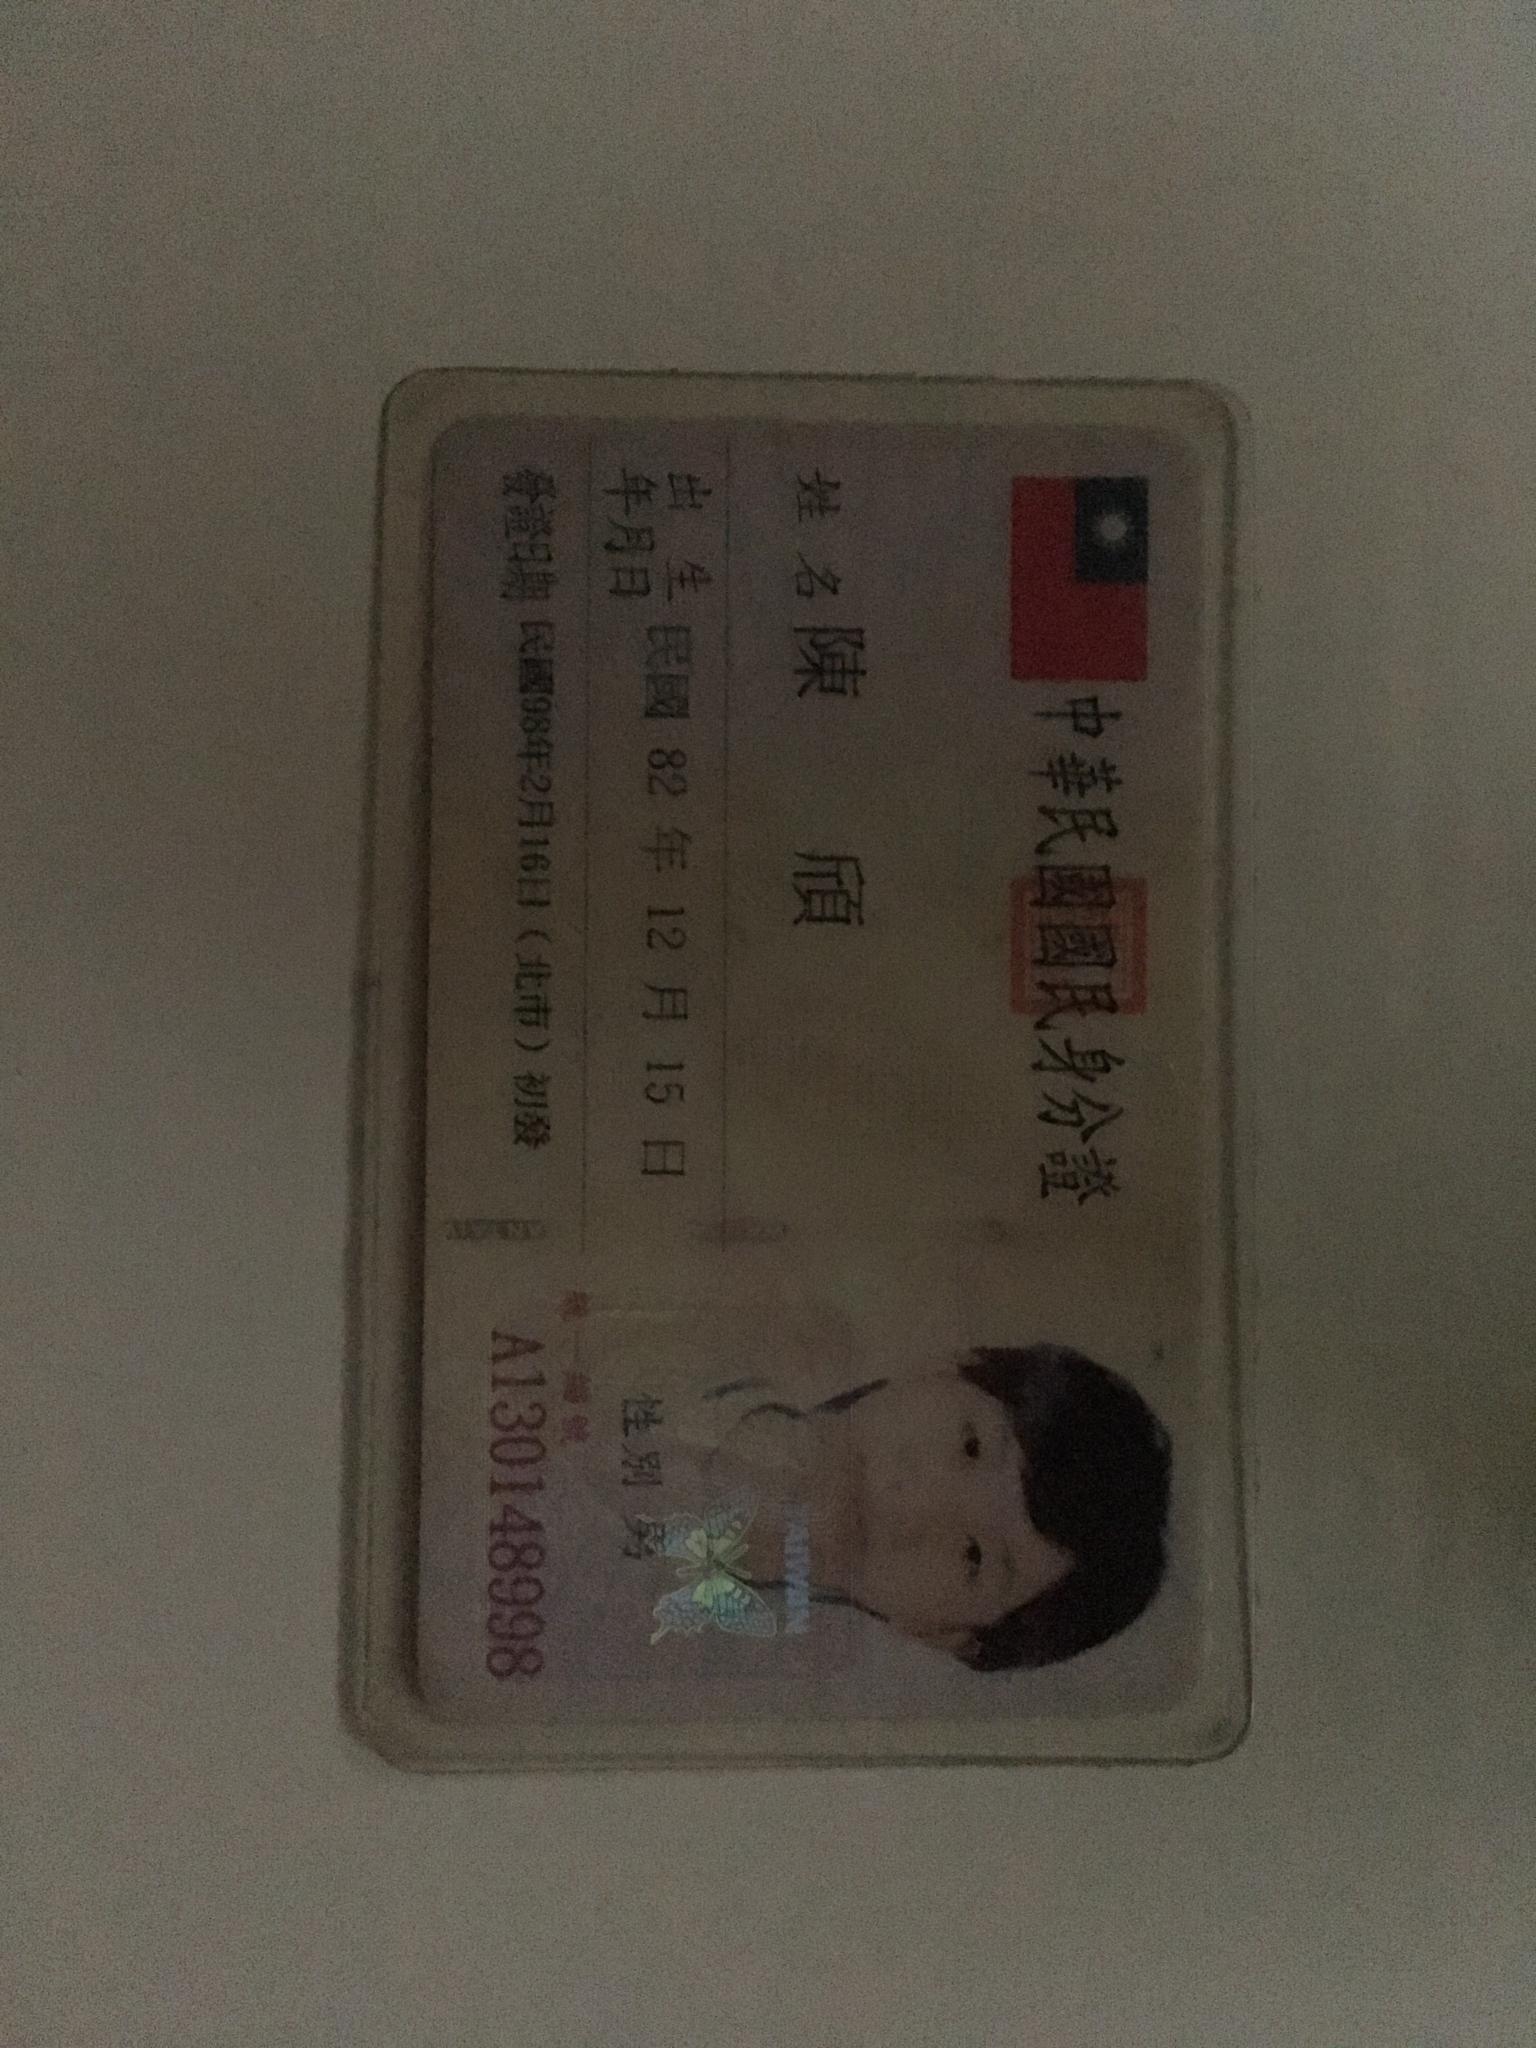 中華民國國民身分證
姓名 陳 頎
出生年月日 民國 82 年 12 月 15 日
性別 男
發證日期 民國98年2月16日(北市)初發
統一編號
A130148998
TAIWAN